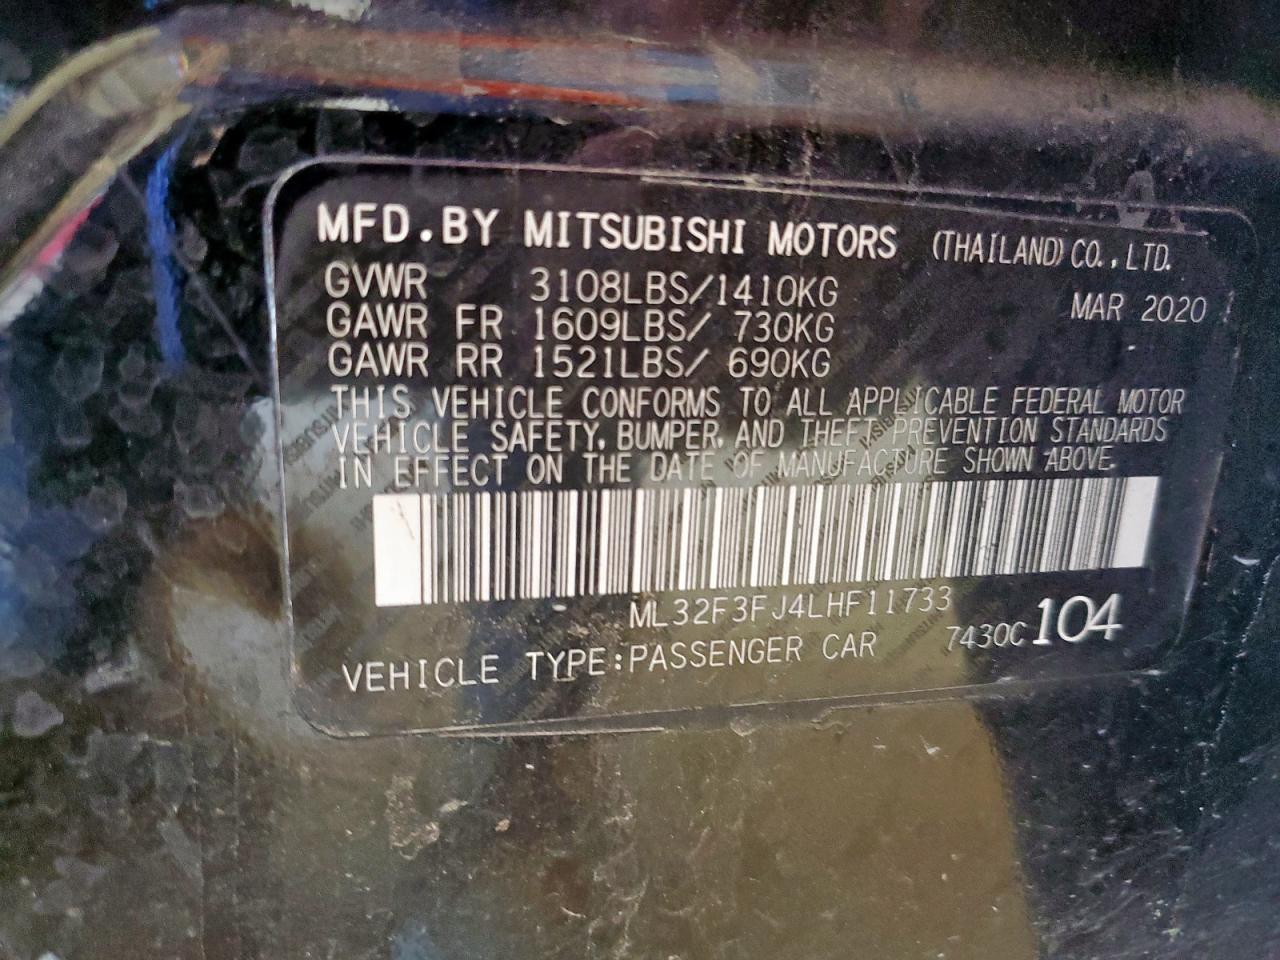 MFD.BY MITSUBISHI MOTORS (THAILAND) CO., LTD.
GVWR 3108LBS/1410KG MAR 2020
GAWR FR 1609LBS/ 730KG
GAWR RR 1521LBS/ 690KG
THIS VEHICLE CONFORMS TO ALL APPLICABLE FEDERAL MOTOR
VEHICLE SAFETY, BUMPER, AND THEFT PREVENTION STANDARDS
IN EFFECT ON THE DATE OF MANUFACTURE SHOWN ABOVE.
ML32F3FJ4LHF11733
VEHICLE TYPE:PASSENGER CAR 7430C 104